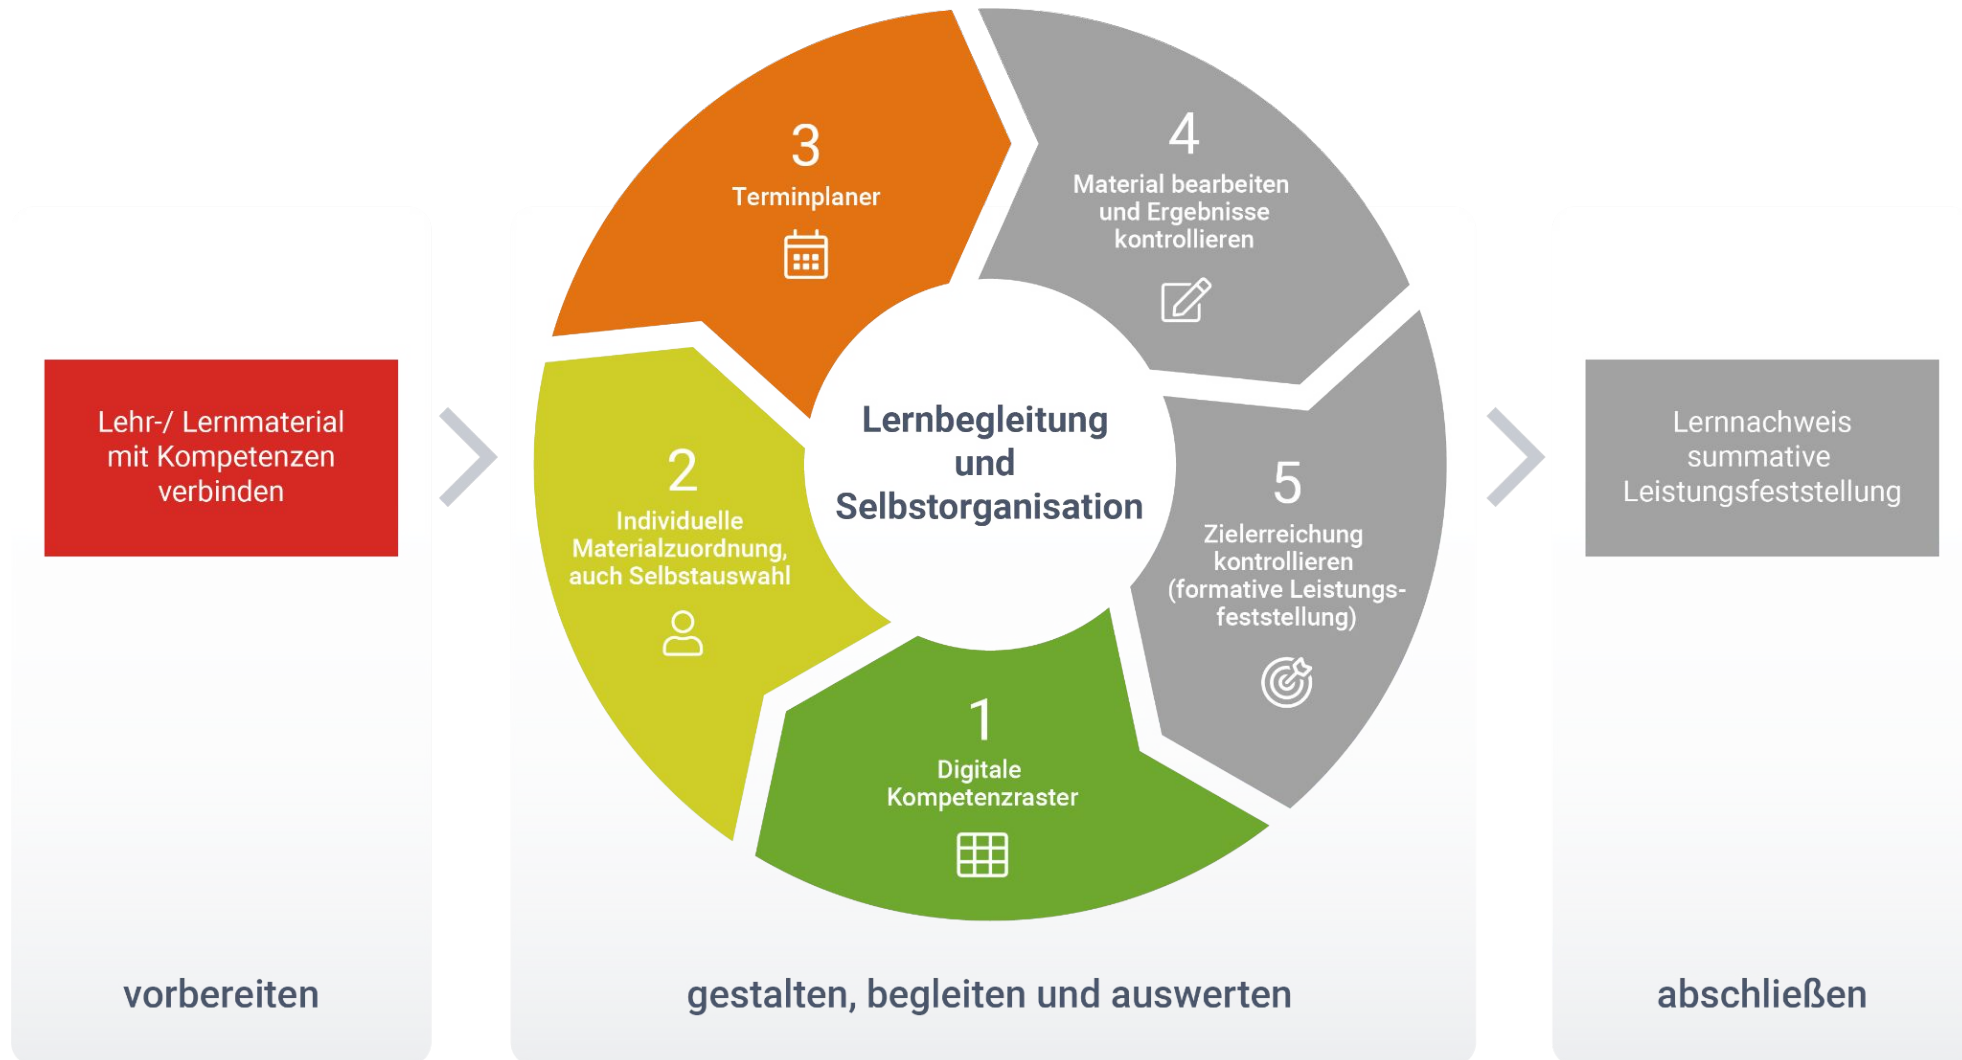 Lehr-/ Lernmaterial
mit Kompetenzen
verbinden
vorbereiten
3
Terminplaner
4
Material bearbeiten
und Ergebnisse
kontrollieren
Lernbegleitung
und
Selbstorganisation
2
Individuelle
Materialzuordnung,
auch Selbstauswahl
5
Zielerreichung
kontrollieren
(formative Leistungs-
feststellung)
1
Digitale
Kompetenzraster
gestalten, begleiten und auswerten
Lernnachweis
summative
Leistungsfeststellung
abschließen